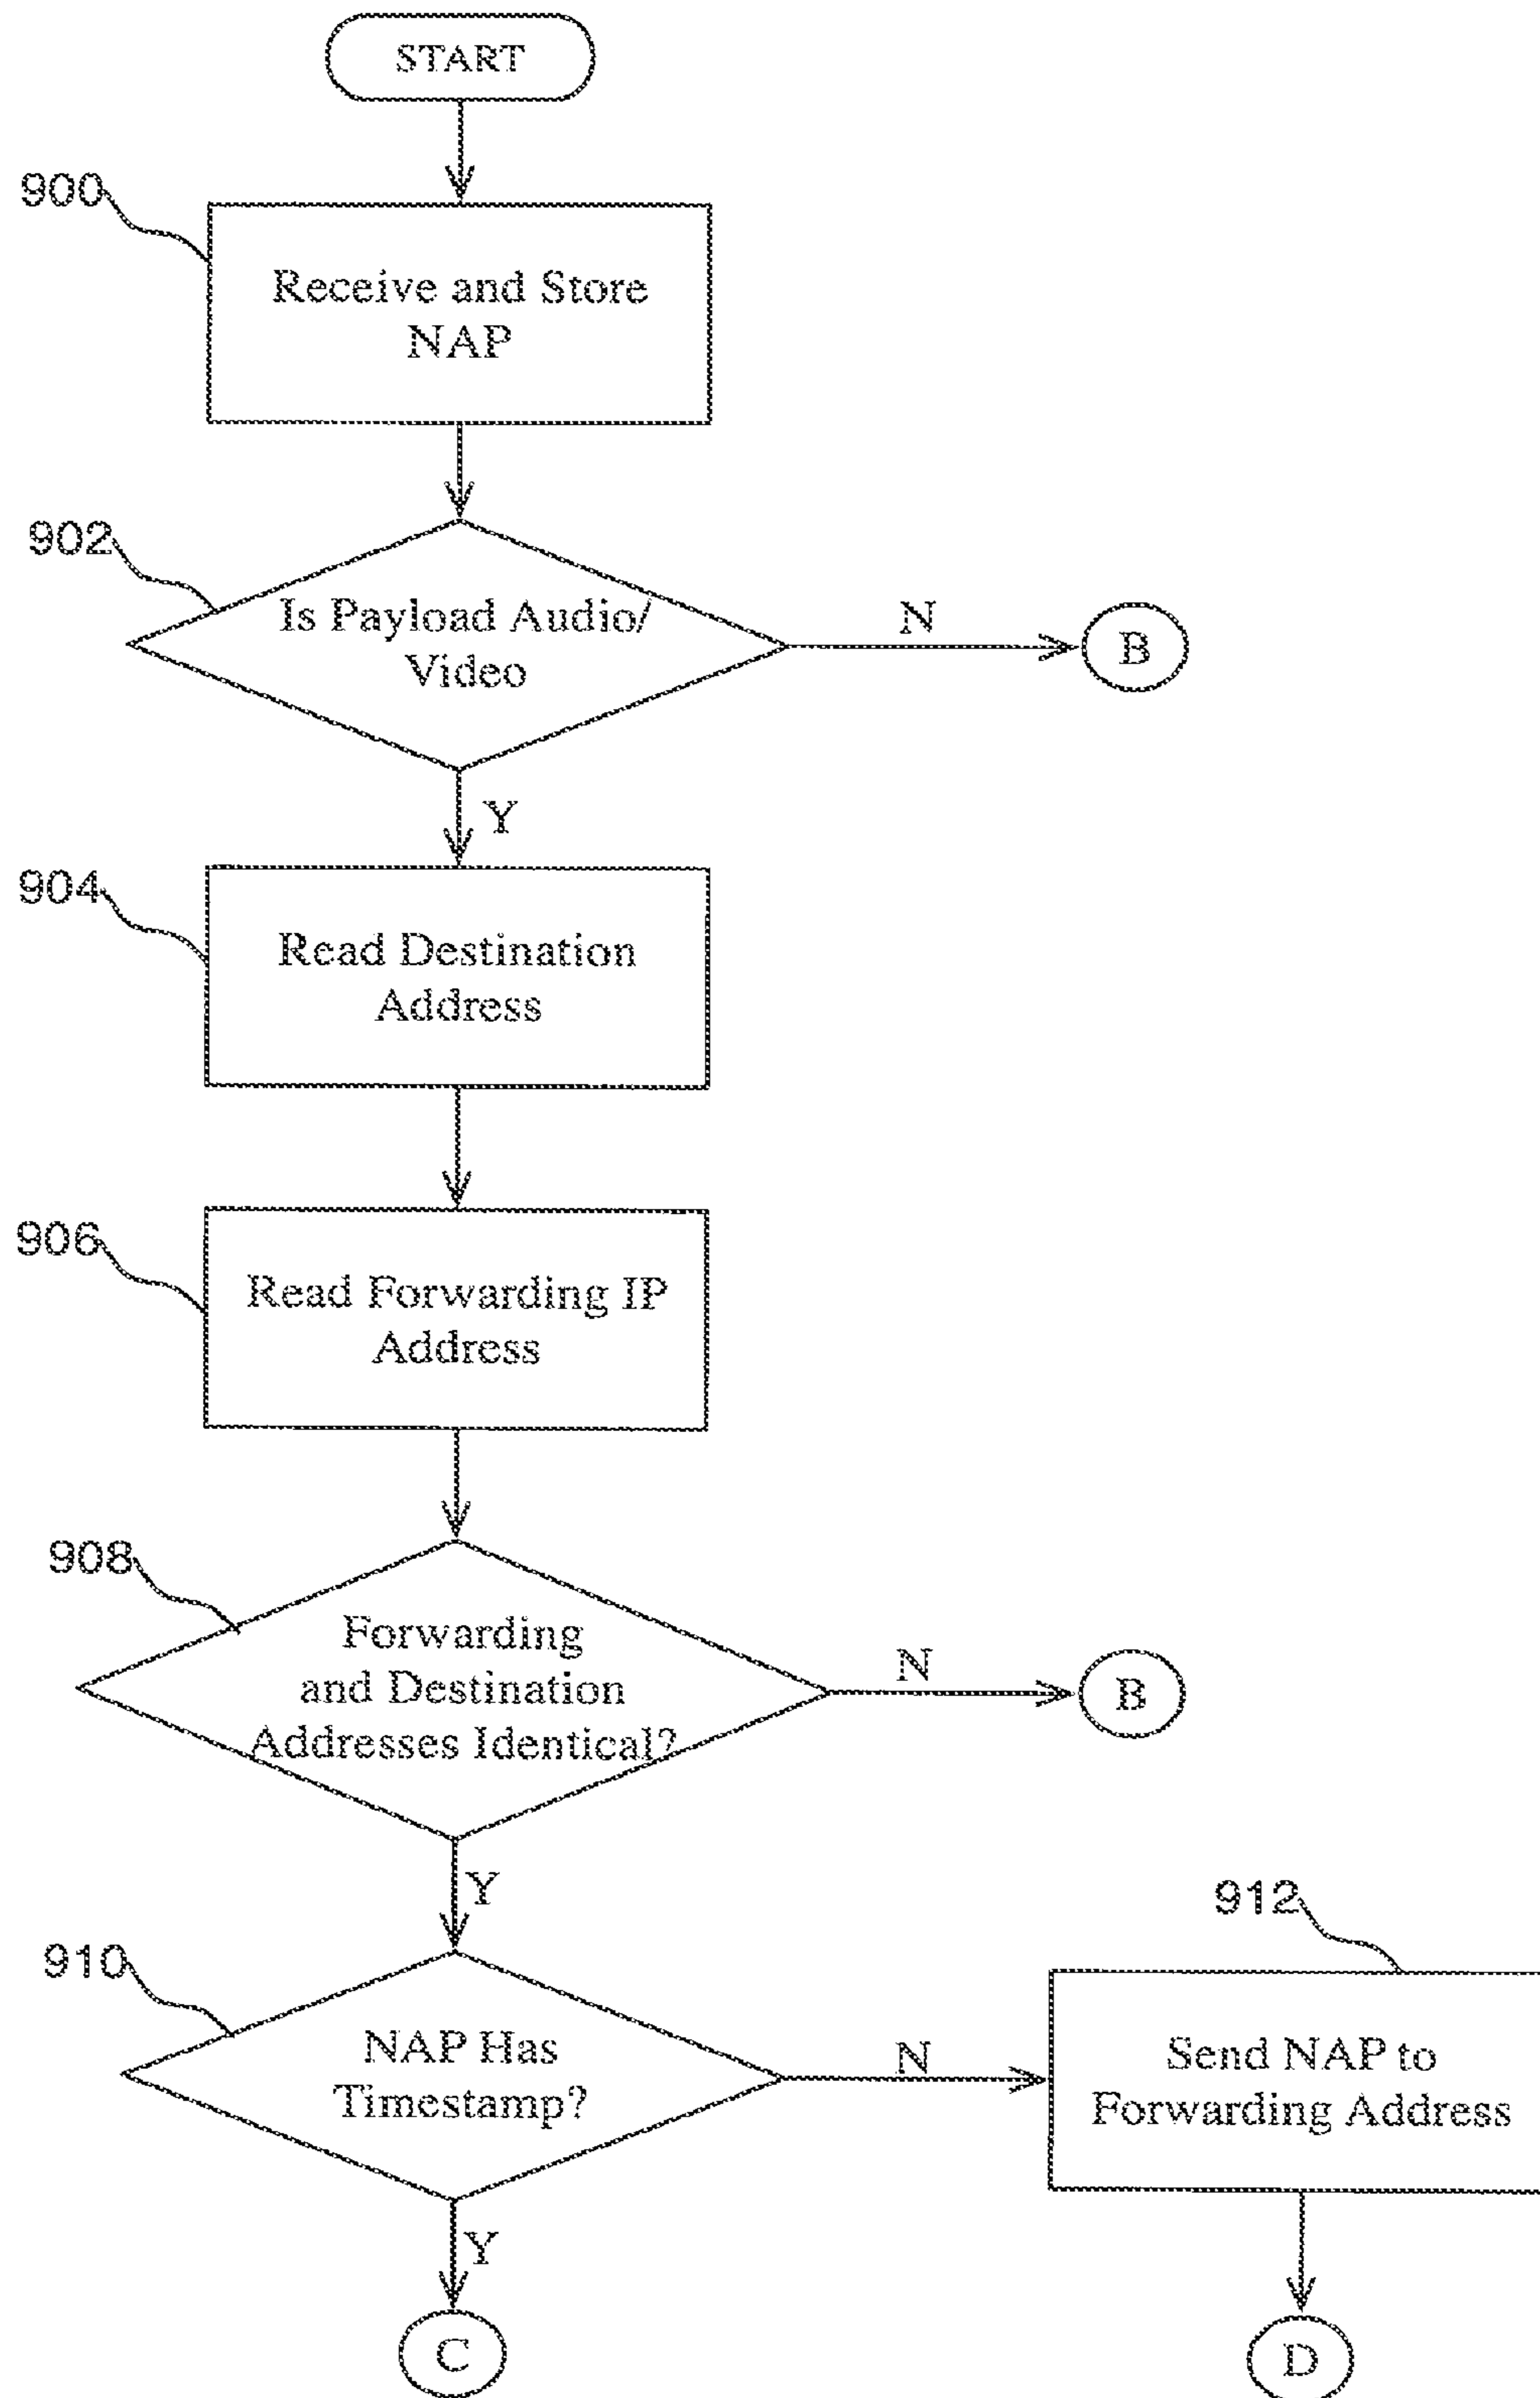 START
900
Receive and Store
NAP
902
Is Payload Audio/
Video
N
B
Y
904
Read Destination
Address
906
Read Forwarding IP
Address
908
Forwarding
and Destination
Addresses Identical?
N
B
Y
910
NAP Has
Timestamp?
N
912
Send NAP to
Forwarding Address
Y
C
D